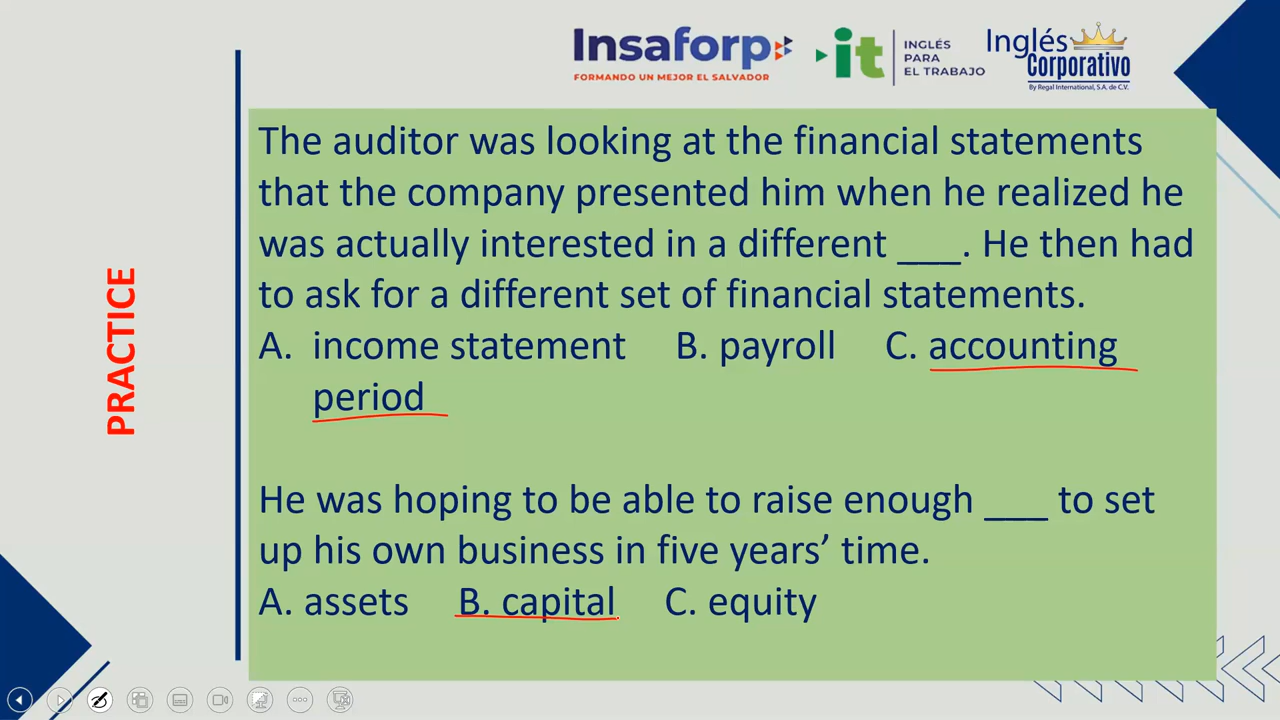 Insaforp
FORMANDO UN MEJOR EL SALVADOR
it
INGLÉS
PARA
EL TRABAJO
Inglés
Corporativo
By Regal International, S.A. de C.V.
PRACTICE
The auditor was looking at the financial statements
that the company presented him when he realized he
was actually interested in a different ___. He then had
to ask for a different set of financial statements.
A. income statement B. payroll C. accounting
period
He was hoping to be able to raise enough ___ to set
up his own business in five years’ time.
A. assets B. capital C. equity